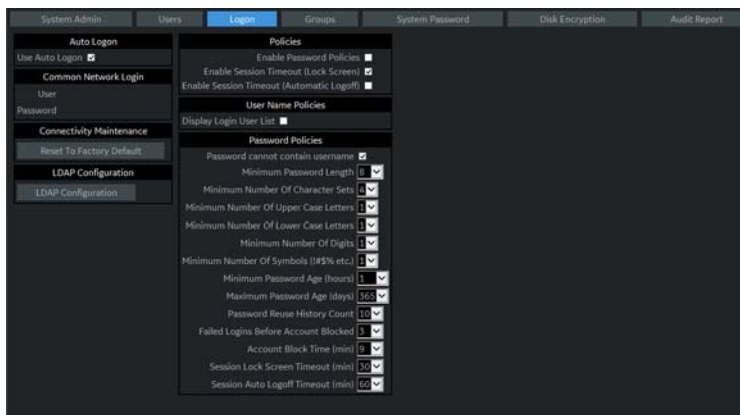 System Admin Users Logon Groups System Password Disk Encryption Audit Report
Auto Logon
Use Auto Logon
Common Network Login
User
Password
Connectivity Maintenance
Reset To Factory Default
LDAP Configuration
LDAP Configuration
Policies
Enable Password Policies
Enable Session Timeout (Lock Screen)
Enable Session Timeout (Automatic Logoff)
User Name Policies
Display Login User List
Password Policies
Password cannot contain username
Minimum Password Length 8
Minimum Number Of Character Sets 4
Minimum Number Of Upper Case Letters 1
Minimum Number Of Lower Case Letters 1
Minimum Number Of Digits 1
Minimum Number Of Symbols (!#$% etc.) 1
Minimum Password Age (hours) 1
Maximum Password Age (days) 365
Password Reuse History Count 10
Failed Logins Before Account Blocked 3
Account Block Time (min) 9
Session Lock Screen Timeout (min) 30
Session Auto Logoff Timeout (min) 60